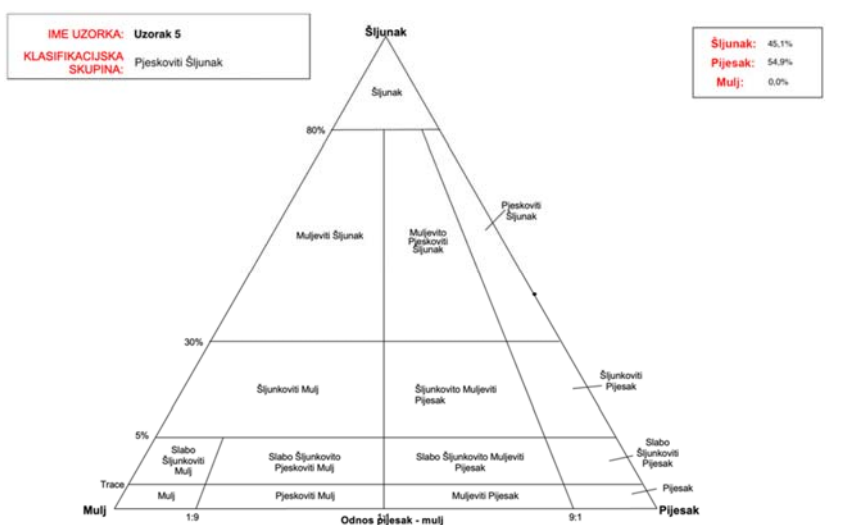 IME UZORKA: Uzorak 5
KLASIFIKACIJSKA
SKUPINA: Pjeskoviti Šljunak
Šljunak: 45,1%
Pijesak: 54,9%
Mulj: 0,0%
Šljunak
Šljunak
80%
Pjeskoviti
Šljunak
Muljeviti Šljunak
Muljevito
Pjeskoviti
Šljunak
30%
Šljunkoviti Mulj
Šljunkovito Muljeviti
Pijesak
Šljunkoviti
Pijesak
5%
Slabo
Šljunkoviti
Mulj
Slabo Šljunkovito
Pjeskoviti Mulj
Slabo Šljunkovito Muljeviti
Pijesak
Slabo
Šljunkoviti
Pijesak
Trace
Mulj
Pjeskoviti Mulj
Muljeviti Pijesak
Pijesak
Mulj
Pijesak
1:9
1:1
9:1
Odnos pijesak - mulj